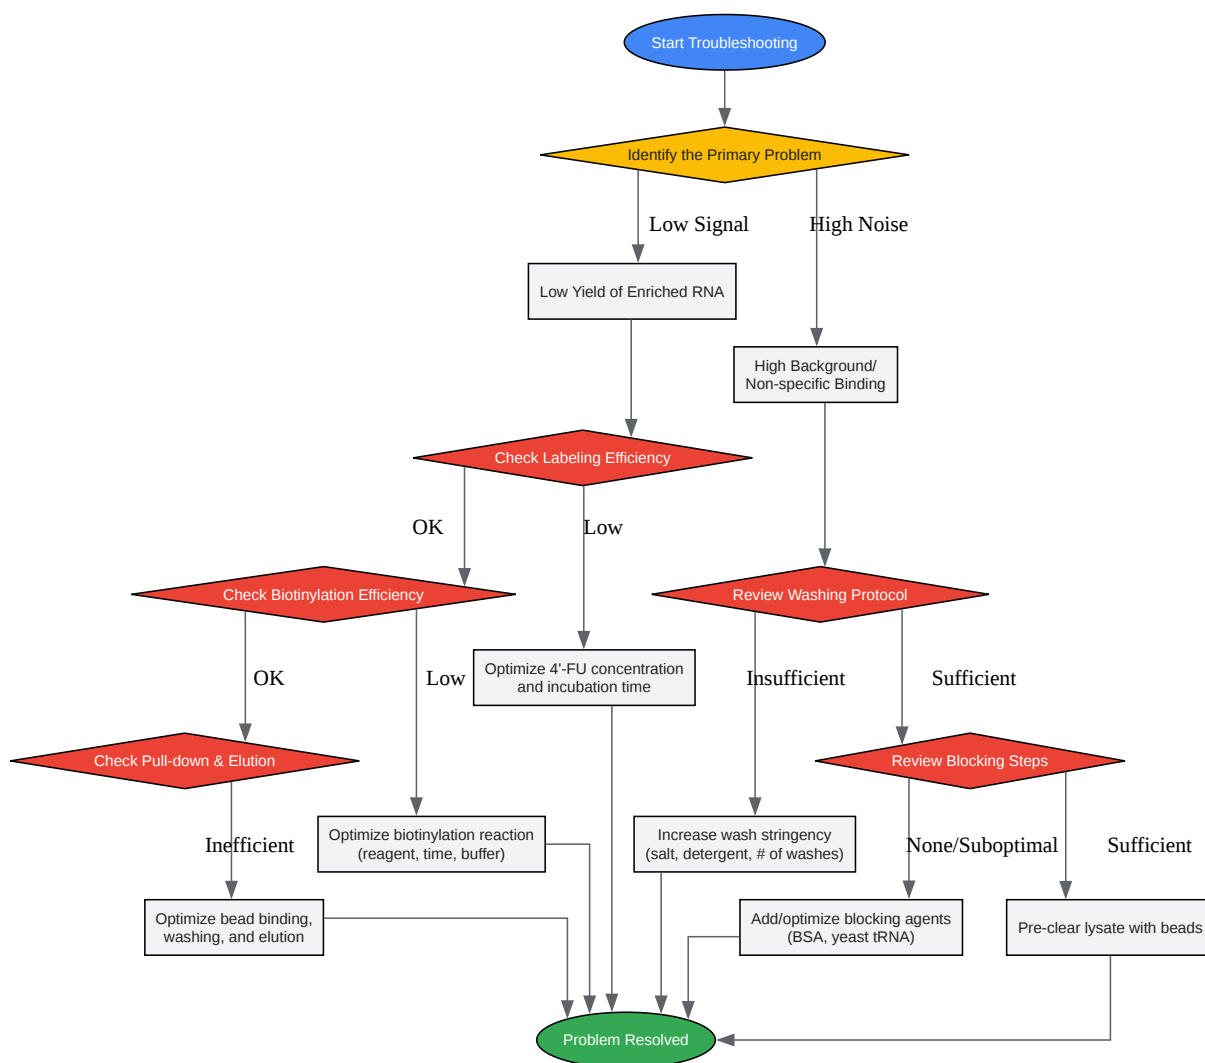 Start Troubleshooting
Identify the Primary Problem
Low Signal
High Noise
Low Yield of Enriched RNA
High Background/
Non-specific Binding
Check Labeling Efficiency
OK
Low
Check Biotinylation Efficiency
Review Washing Protocol
Optimize 4'-FU concentration
and incubation time
OK
Low
Insufficient
Sufficient
Check Pull-down & Elution
Review Blocking Steps
Optimize biotinylation reaction
(reagent, time, buffer)
Increase wash stringency
(salt, detergent, # of washes)
Inefficient
None/Suboptimal
Sufficient
Optimize bead binding,
washing, and elution
Add/optimize blocking agents
(BSA, yeast tRNA)
Pre-clear lysate with beads
Problem Resolved